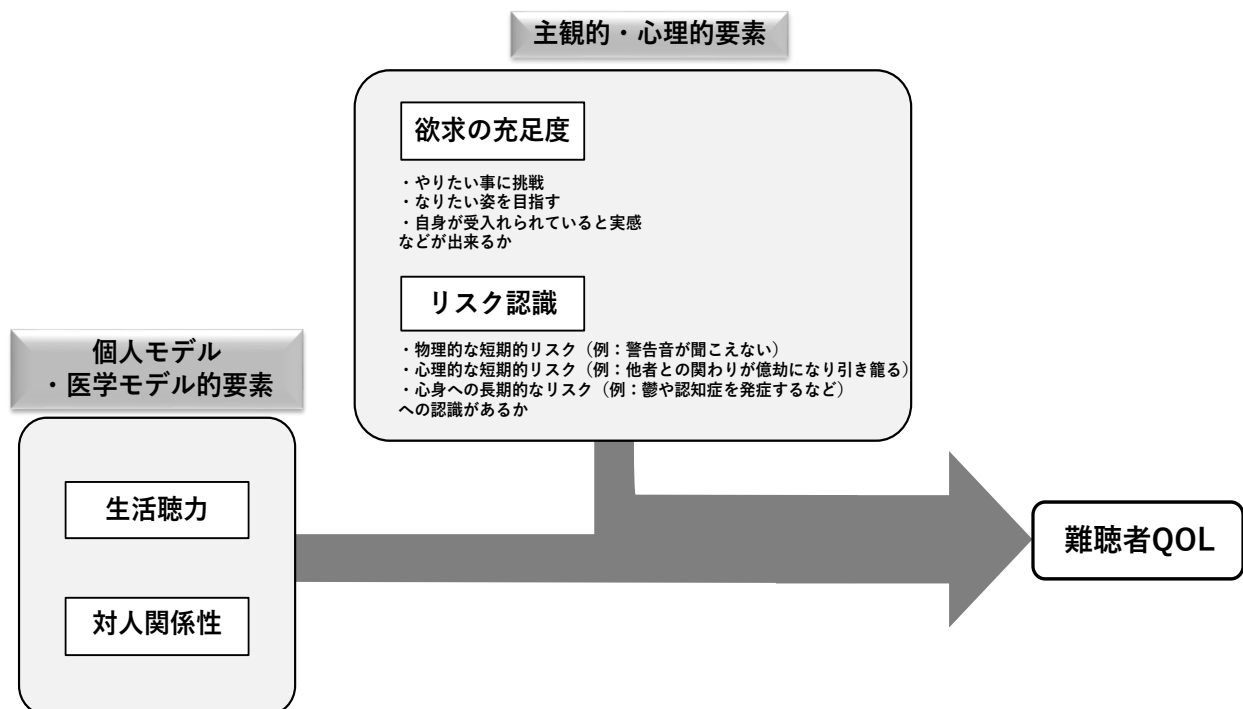 主観的・心理的要素
欲求の充足度
・やりたい事に挑戦
・なりたい姿を目指す
・自身が受入れられていると実感
などが出来るか
リスク認識
・物理的な短期的リスク（例：警告音が聞こえない）
・心理的な短期的リスク（例：他者との関わりが億劫になり引き籠る）
・心身への長期的なリスク（例：鬱や認知症を発症するなど）
への認識があるか
個人モデル
・医学モデル的要素
生活聴力
対人関係性
難聴者QOL